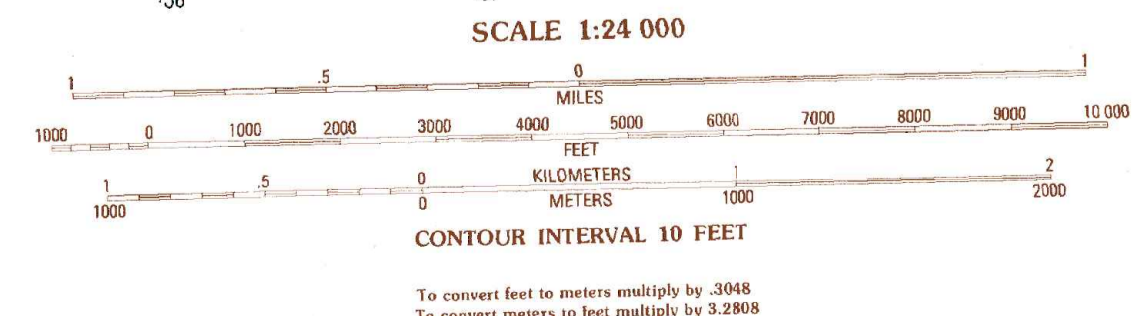 SCALE 1:24 000
1 .5 0 1
MILES
1000 0 1000 2000 3000 4000 5000 6000 7000 8000 9000 10 000
FEET
1 .5 0 KILOMETERS 1 2
1000 0 METERS 1000 2000
CONTOUR INTERVAL 10 FEET
To convert feet to meters multiply by .3048
To convert meters to feet multiply by 3.2808